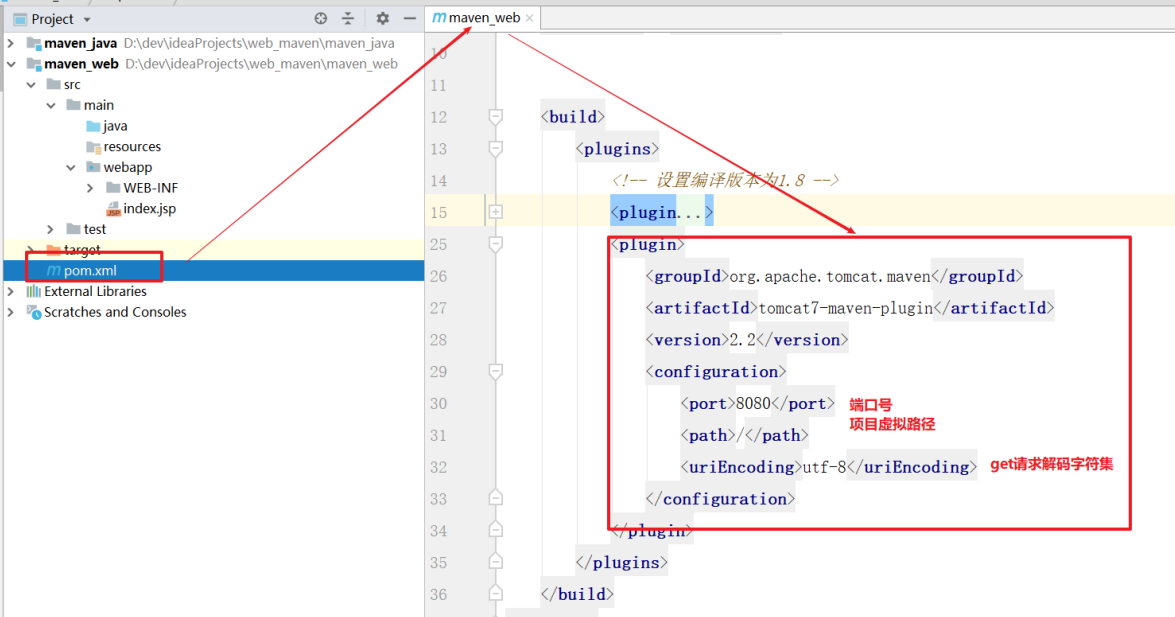 Project
maven_java D:\dev\ideaProjects\web_maven\maven_java
maven_web D:\dev\ideaProjects\web_maven\maven_web
src
main
java
resources
webapp
WEB-INF
index.jsp
test
target
pom.xml
External Libraries
Scratches and Consoles
maven_web
10
11
12 <build>
13 <plugins>
14 <!-- 设置编译版本为1.8 -->
15 <plugin...>
25 <plugin>
26 <groupId>org.apache.tomcat.maven</groupId>
27 <artifactId>tomcat7-maven-plugin</artifactId>
28 <version>2.2</version>
29 <configuration>
30 <port>8080</port> 端口号
项目虚拟路径
31 <path>/</path>
32 <uriEncoding>utf-8</uriEncoding> get请求解码字符集
33 </configuration>
34 </plugin>
35 </plugins>
36 </build>